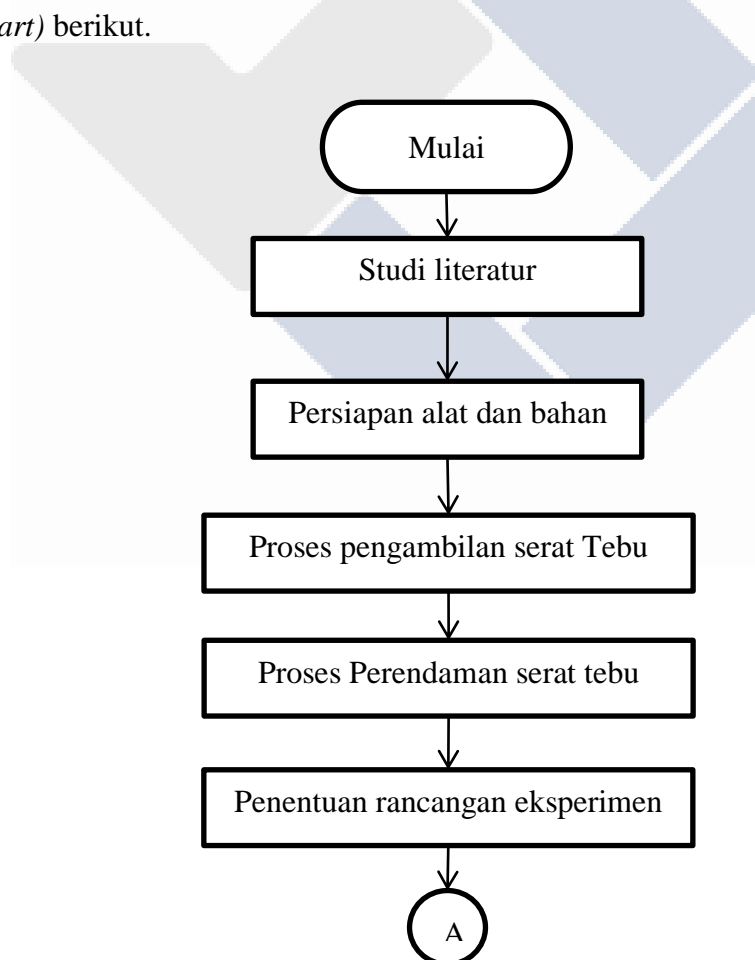 art) berikut.
Mulai
Studi literatur
Persiapan alat dan bahan
Proses pengambilan serat Tebu
Proses Perendaman serat tebu
Penentuan rancangan eksperimen
A